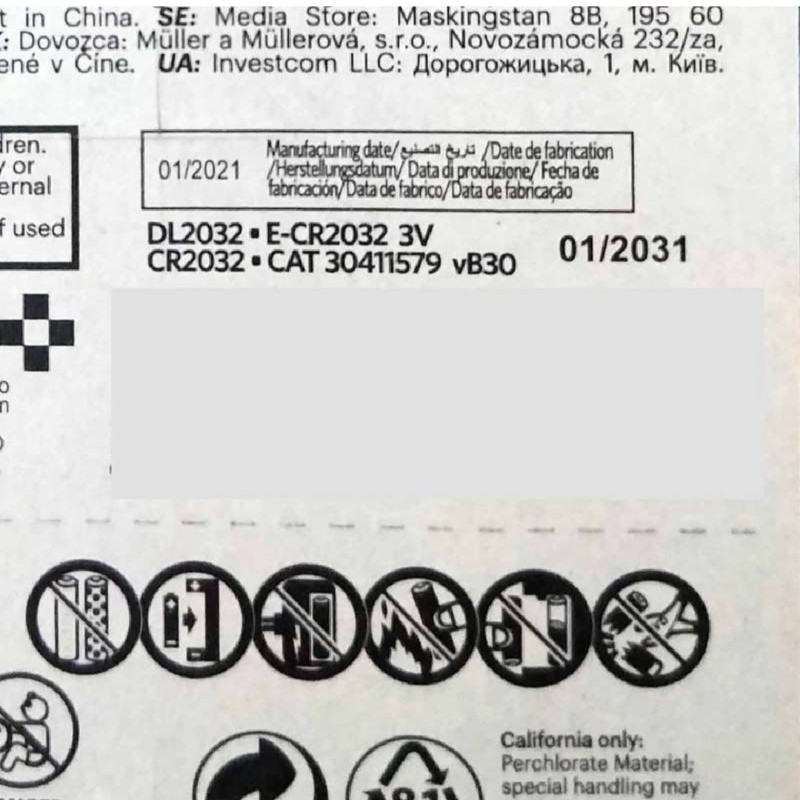 t in China. SE: Media Store: Maskingstan 8B, 195 60
: Dovozca: Müller a Müllerová, s.r.o., Novozámocká 232/za,
ené v Číne. UA: Investcom LLC: Дорогожицька, 1, м. Київ.
dren.
y or
ernal
f used
01/2021
Manufacturing date/تاريخ التصنيع/Date de fabrication
/Herstellungsdatum/ Data di produzione/ Fecha de
fabricación/Data de fabrico/Data de fabricação
DL2032 • E-CR2032 3V
CR2032 • CAT 30411579 vB30
01/2031
o
n
)
California only:
Perchlorate Material;
special handling may